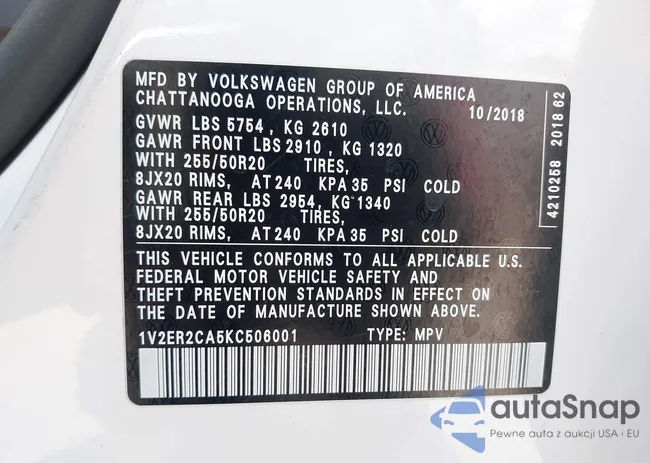 MFD BY VOLKSWAGEN GROUP OF AMERICA
CHATTANOOGA OPERATIONS, LLC. 10/2018
GVWR LBS 5754 , KG 2610
GAWR FRONT LBS 2910 , KG 1320
WITH 255/50R20 TIRES,
8JX20 RIMS, AT 240 KPA 35 PSI COLD
GAWR REAR LBS 2954, KG 1340
WITH 255/50R20 TIRES,
8JX20 RIMS, AT 240 KPA 35 PSI COLD
THIS VEHICLE CONFORMS TO ALL APPLICABLE U.S.
FEDERAL MOTOR VEHICLE SAFETY AND
THEFT PREVENTION STANDARDS IN EFFECT ON
THE DATE OF MANUFACTURE SHOWN ABOVE.
1V2ER2CA5KC506001 TYPE: MPV
4210258 2018 62
autaSnap
Pewne auta z aukcji USA i EU